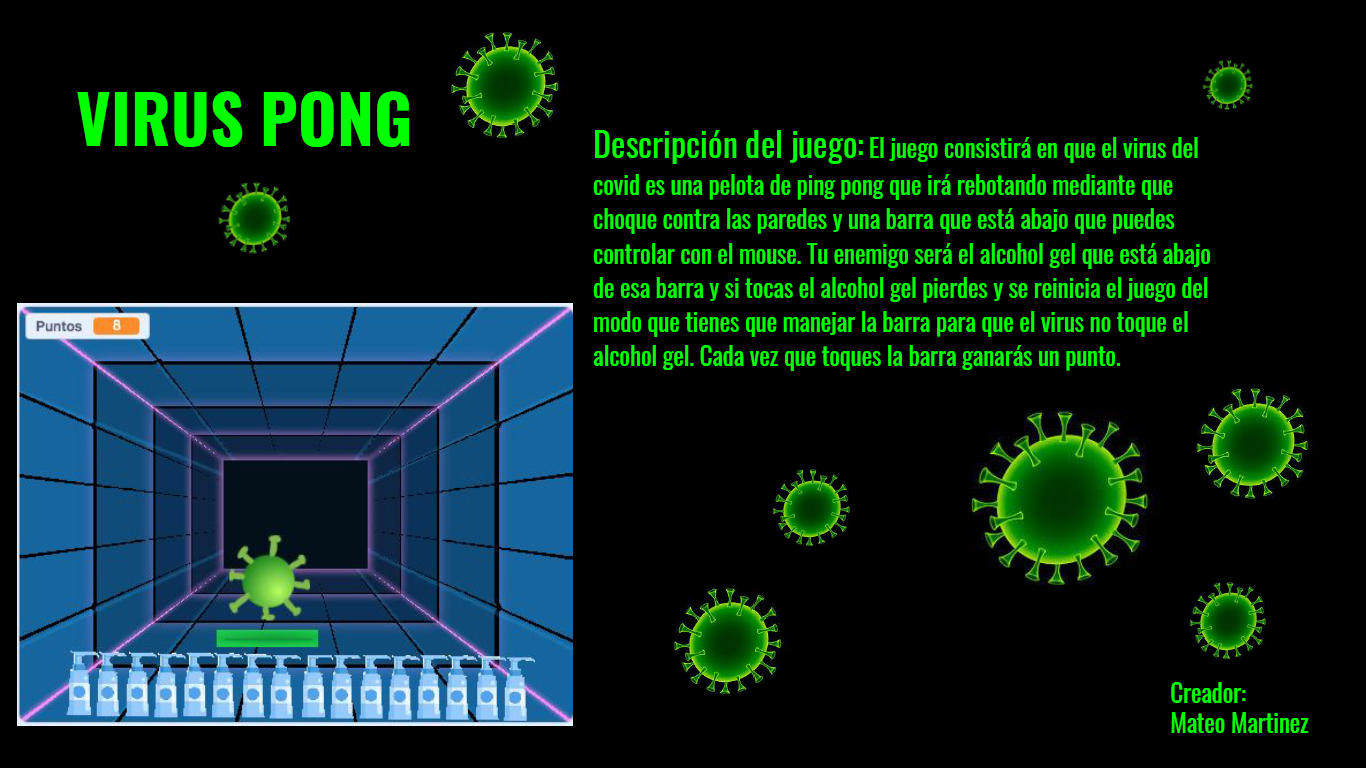 VIRUS PONG
Descripción del juego: El juego consistirá en que el virus del
covid es una pelota de ping pong que irá rebotando mediante que
choque contra las paredes y una barra que está abajo que puedes
controlar con el mouse. Tu enemigo será el alcohol gel que está abajo
de esa barra y si tocas el alcohol gel pierdes y se reinicia el juego del
modo que tienes que manejar la barra para que el virus no toque el
alcohol gel. Cada vez que toques la barra ganarás un punto.
Puntos 8
Creador:
Mateo Martinez